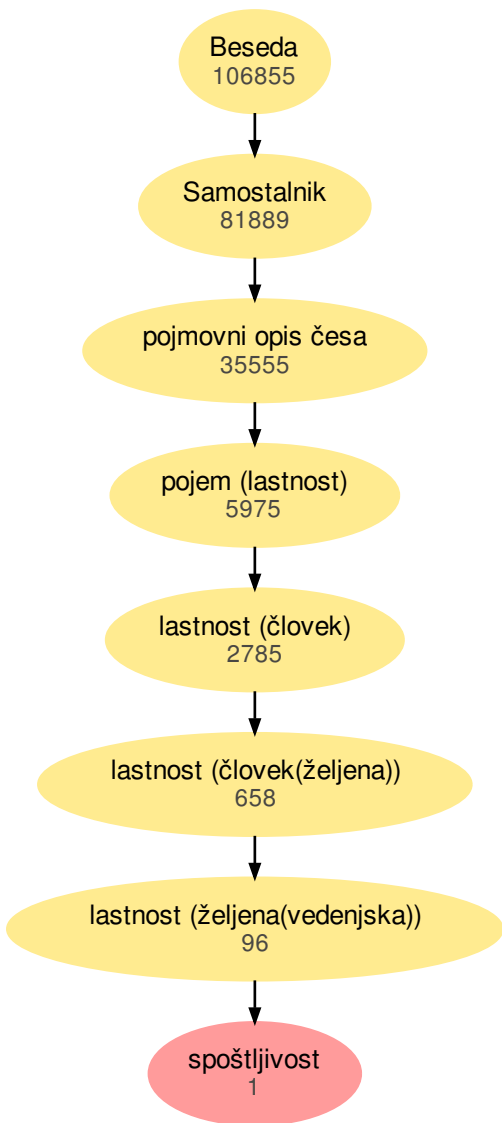 Beseda
106855
Samostalnik
81889
pojmovni opis česa
35555
pojem (lastnost)
5975
lastnost (človek)
2785
lastnost (človek(željena))
658
lastnost (željena(vedenjska))
96
spoštljivost
1